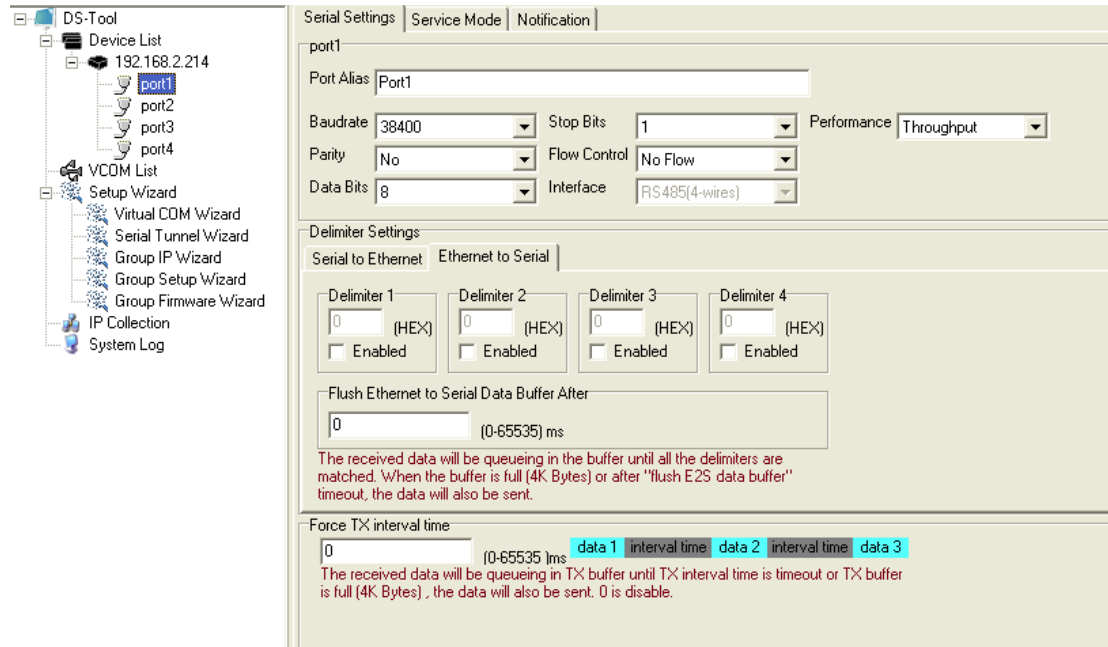 DS-Tool
Device List
192.168.2.214
port1
port2
port3
port4
VCOM List
Setup Wizard
Virtual COM Wizard
Serial Tunnel Wizard
Group IP Wizard
Group Setup Wizard
Group Firmware Wizard
IP Collection
System Log
Serial Settings Service Mode Notification
port1
Port Alias Port1
Baudrate 38400 Stop Bits 1 Performance Throughput
Parity No Flow Control No Flow
Data Bits 8 Interface RS485(4-wires)
Delimiter Settings
Serial to Ethernet Ethernet to Serial
Delimiter 1 Delimiter 2 Delimiter 3 Delimiter 4
0 (HEX) 0 (HEX) 0 (HEX) 0 (HEX)
Enabled Enabled Enabled Enabled
Flush Ethernet to Serial Data Buffer After
0 (0-65535) ms
The received data will be queueing in the buffer until all the delimiters are
matched. When the buffer is full (4K Bytes) or after "flush E2S data buffer"
timeout, the data will also be sent.
Force TX interval time
0 (0-65535 )ms data 1 interval time data 2 interval time data 3
The received data will be queueing in TX buffer until TX interval time is timeout or TX buffer
is full (4K Bytes) , the data will also be sent. 0 is disable.